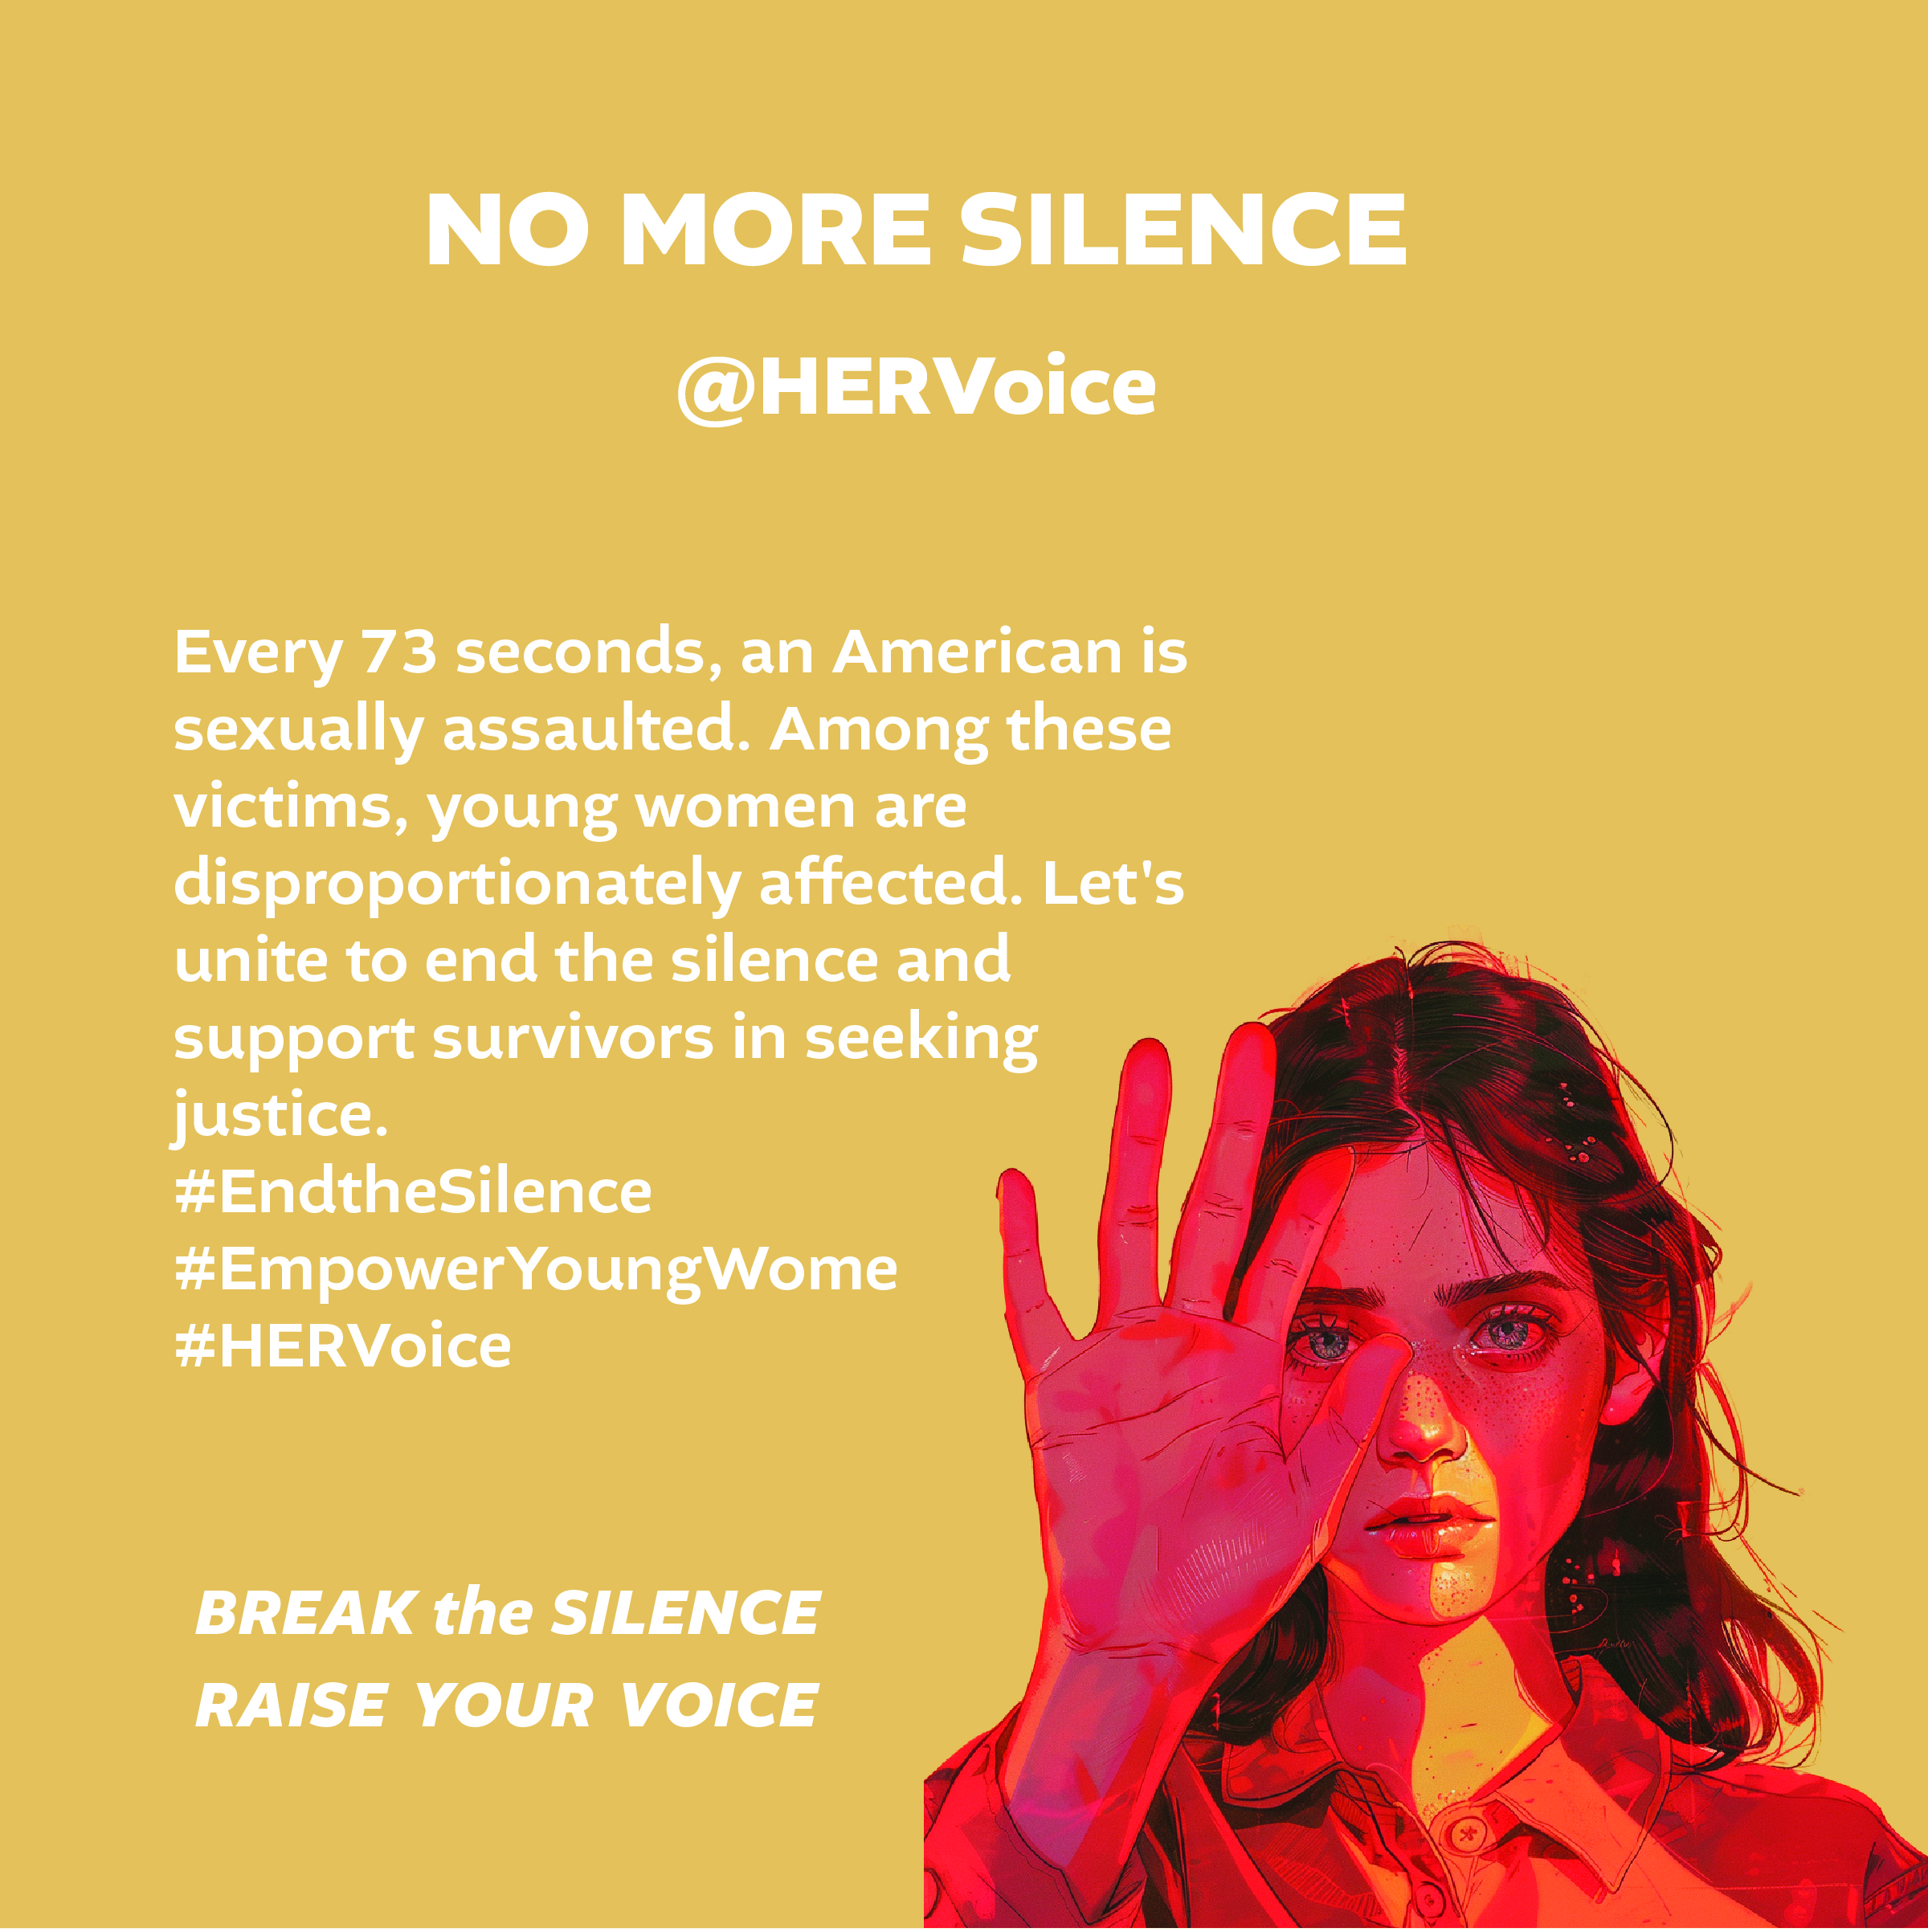 NO MORE SILENCE
@HERVoice
Every 73 seconds, an American is
sexually assaulted. Among these
victims, young women are
disproportionately affected. Let's
unite to end the silence and
support survivors in seeking
justice.
#EndtheSilence
#EmpowerYoungWome
#HERVoice
BREAK the SILENCE
RAISE YOUR VOICE